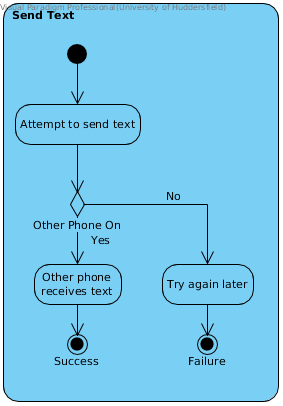 Visual Paradigm Professional(University of Huddersfield)
Send Text
Attempt to send text
No
Other Phone On
Yes
Other phone
receives text
Try again later
Success
Failure